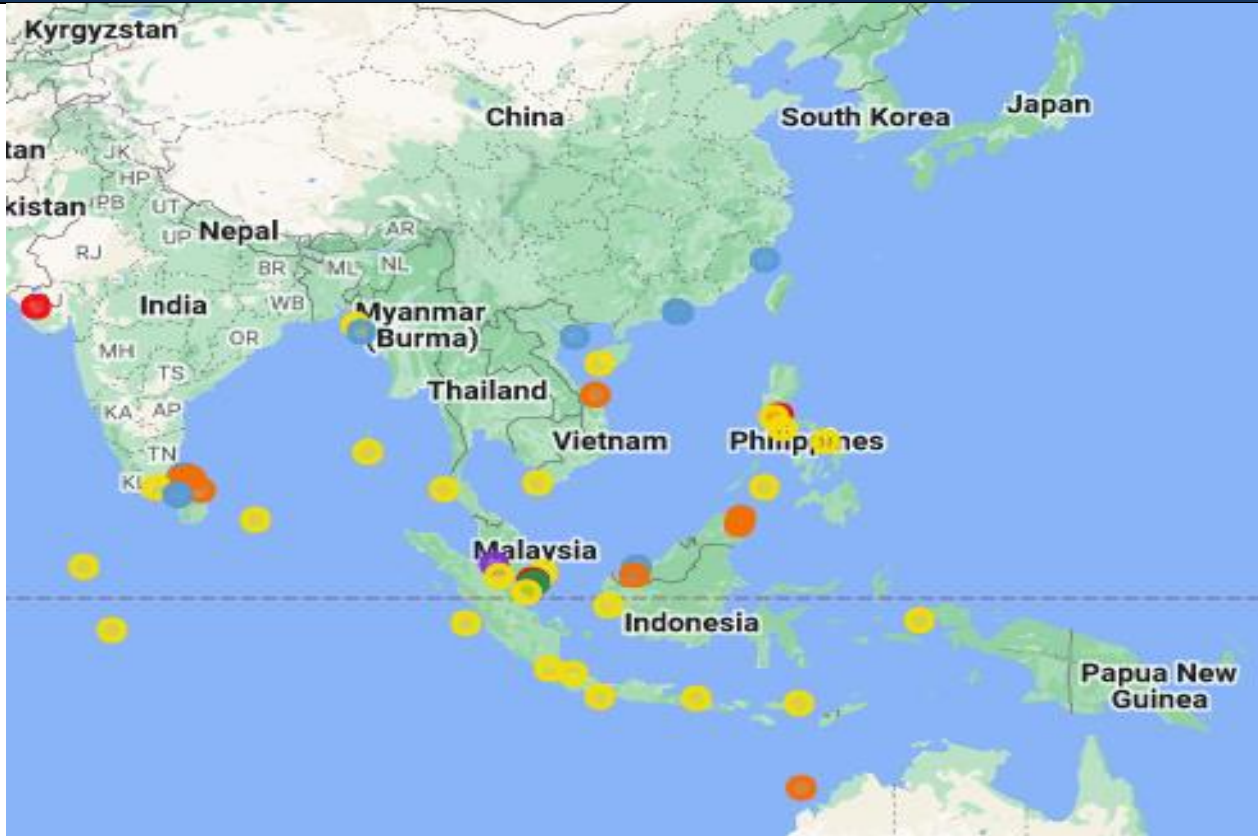 Kyrgyzstan
China
South Korea
Japan
tan
JK
HP
kistan
PB
UT
UP
Nepal
AR
RJ
BR
ML
NL
J
India
WB
Myanmar
(Burma)
MH
OR
TS
Thailand
KA
AP
Vietnam
Philippines
TN
KL
Malaysia
Indonesia
Papua New
Guinea